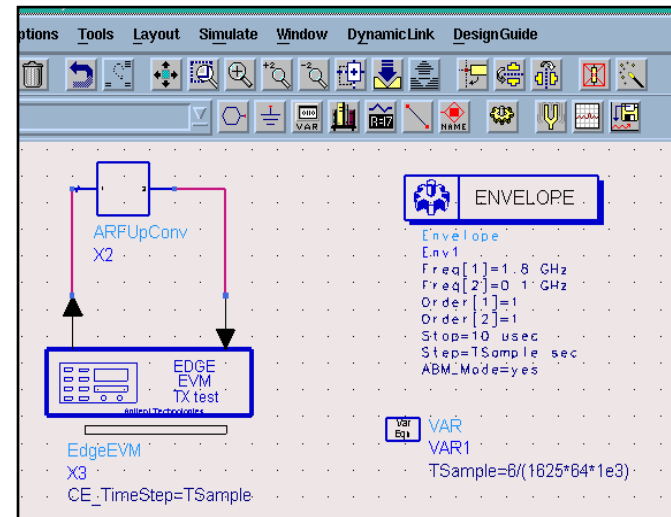 ptions Tools Layout Simulate Window DynamicLink DesignGuide
VAR
NAME
1 2
ARFUpConv
X2
ENVELOPE
Envelope
Env1
Freq[1]=1.8 GHz
Freq[2]=0.1 GHz
Order[1]=1
Order[2]=1
Stop=10 usec
Step=TSample sec
ABM_Mode=yes
EDGE
EVM
TX test
Agilent Technologies
EdgeEVM
X3
CE_TimeStep=TSample
Var
Eqn
VAR
VAR1
TSample=6/(1625*64*1e3)